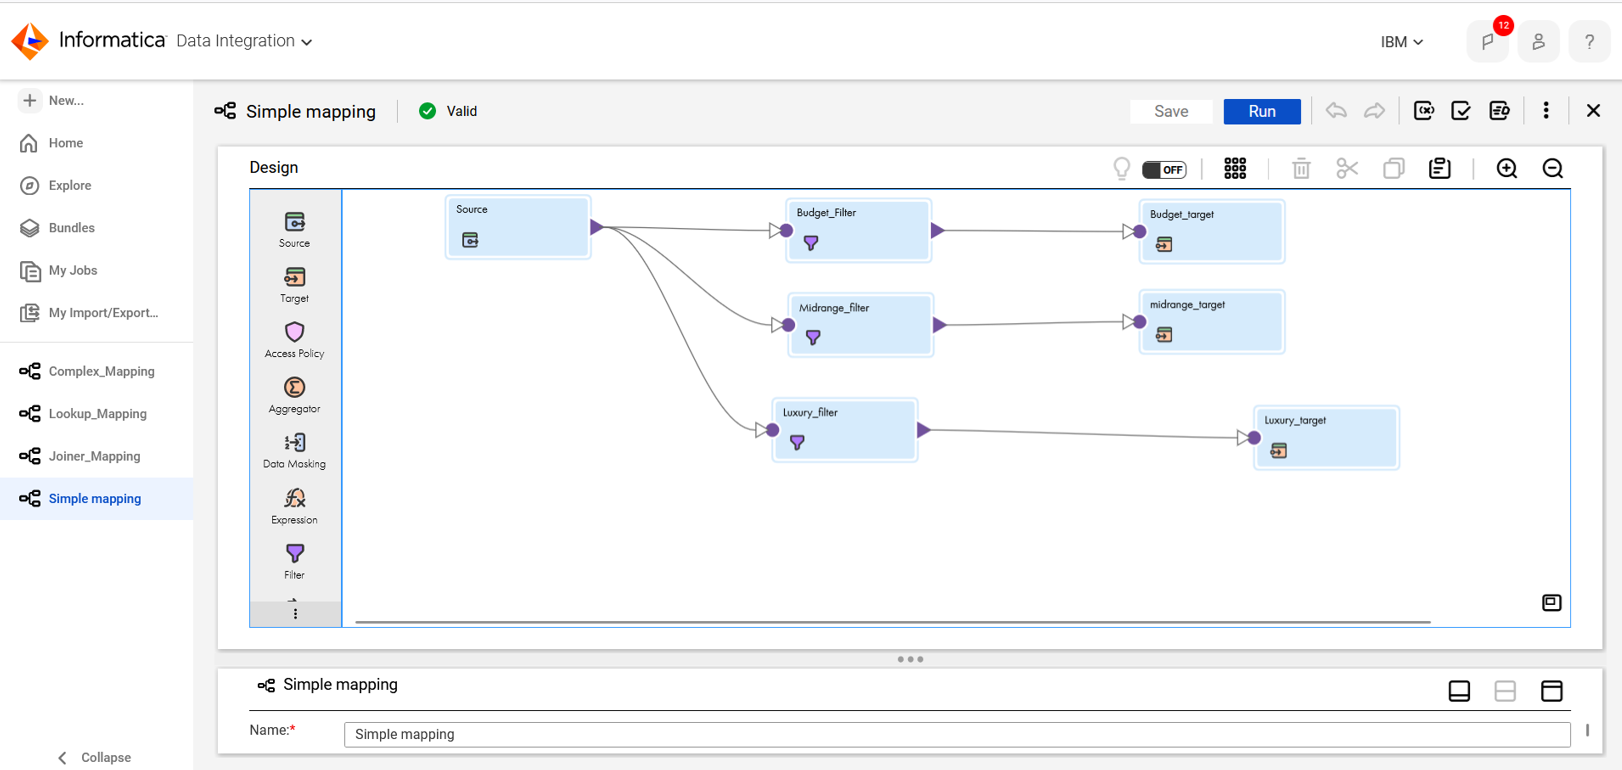 Informatica Data Integration
IBM
12
?
New...
Home
Explore
Bundles
My Jobs
My Import/Export...
Complex_Mapping
Lookup_Mapping
Joiner_Mapping
Simple mapping
Collapse
Simple mapping
Valid
Save
Run
Design
OFF
Source
Target
Access Policy
Aggregator
Data Masking
Expression
Filter
Source
Budget_Filter
Budget_target
Midrange_filter
midrange_target
Luxury_filter
Luxury_target
Simple mapping
Name:*
Simple mapping